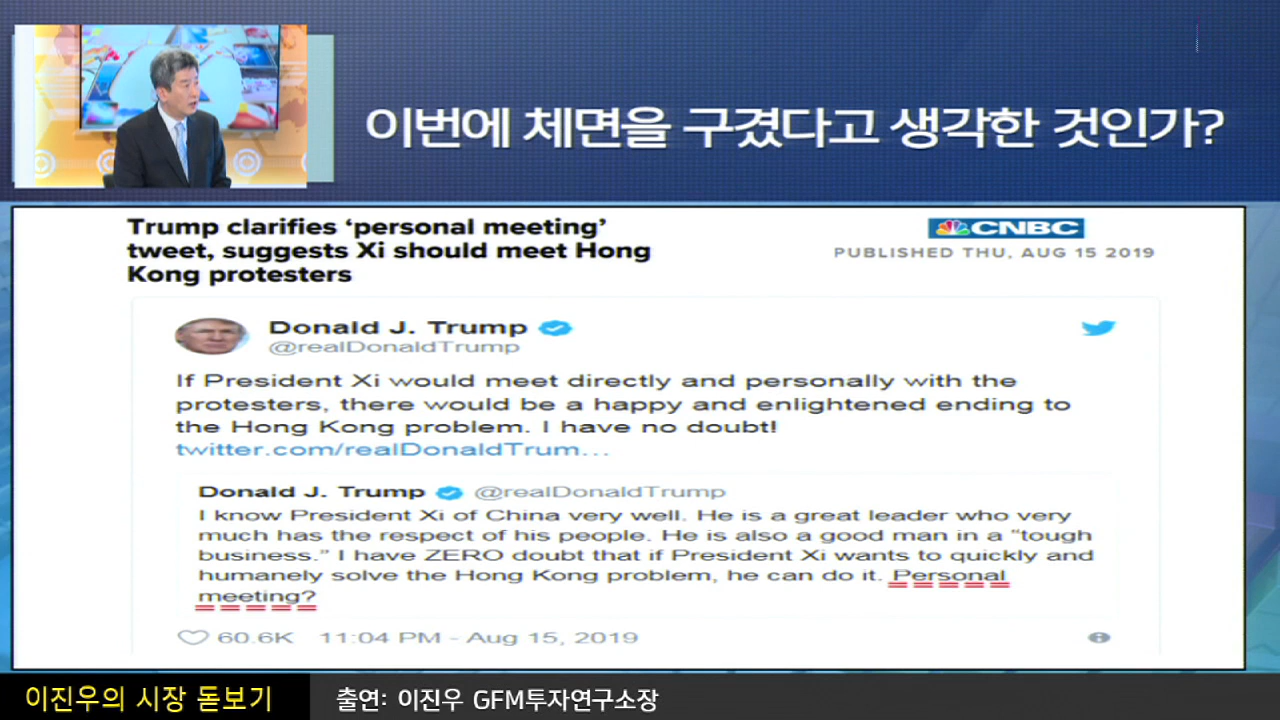 이번에 체면을 구겼다고 생각한 것인가?
Trump clarifies ‘personal meeting’
tweet, suggests Xi should meet Hong
Kong protesters
CNBC
PUBLISHED THU, AUG 15 2019
Donald J. Trump
@realDonaldTrump
If President Xi would meet directly and personally with the
protesters, there would be a happy and enlightened ending to
the Hong Kong problem. I have no doubt!
twitter.com/realDonaldTrum…
Donald J. Trump @realDonaldTrump
I know President Xi of China very well. He is a great leader who very
much has the respect of his people. He is also a good man in a “tough
business.” I have ZERO doubt that if President Xi wants to quickly and
humanely solve the Hong Kong problem, he can do it. Personal
meeting?
60.6K 11:04 PM - Aug 15, 2019
이진우의 시장 돋보기
출연: 이진우 GFM투자연구소장